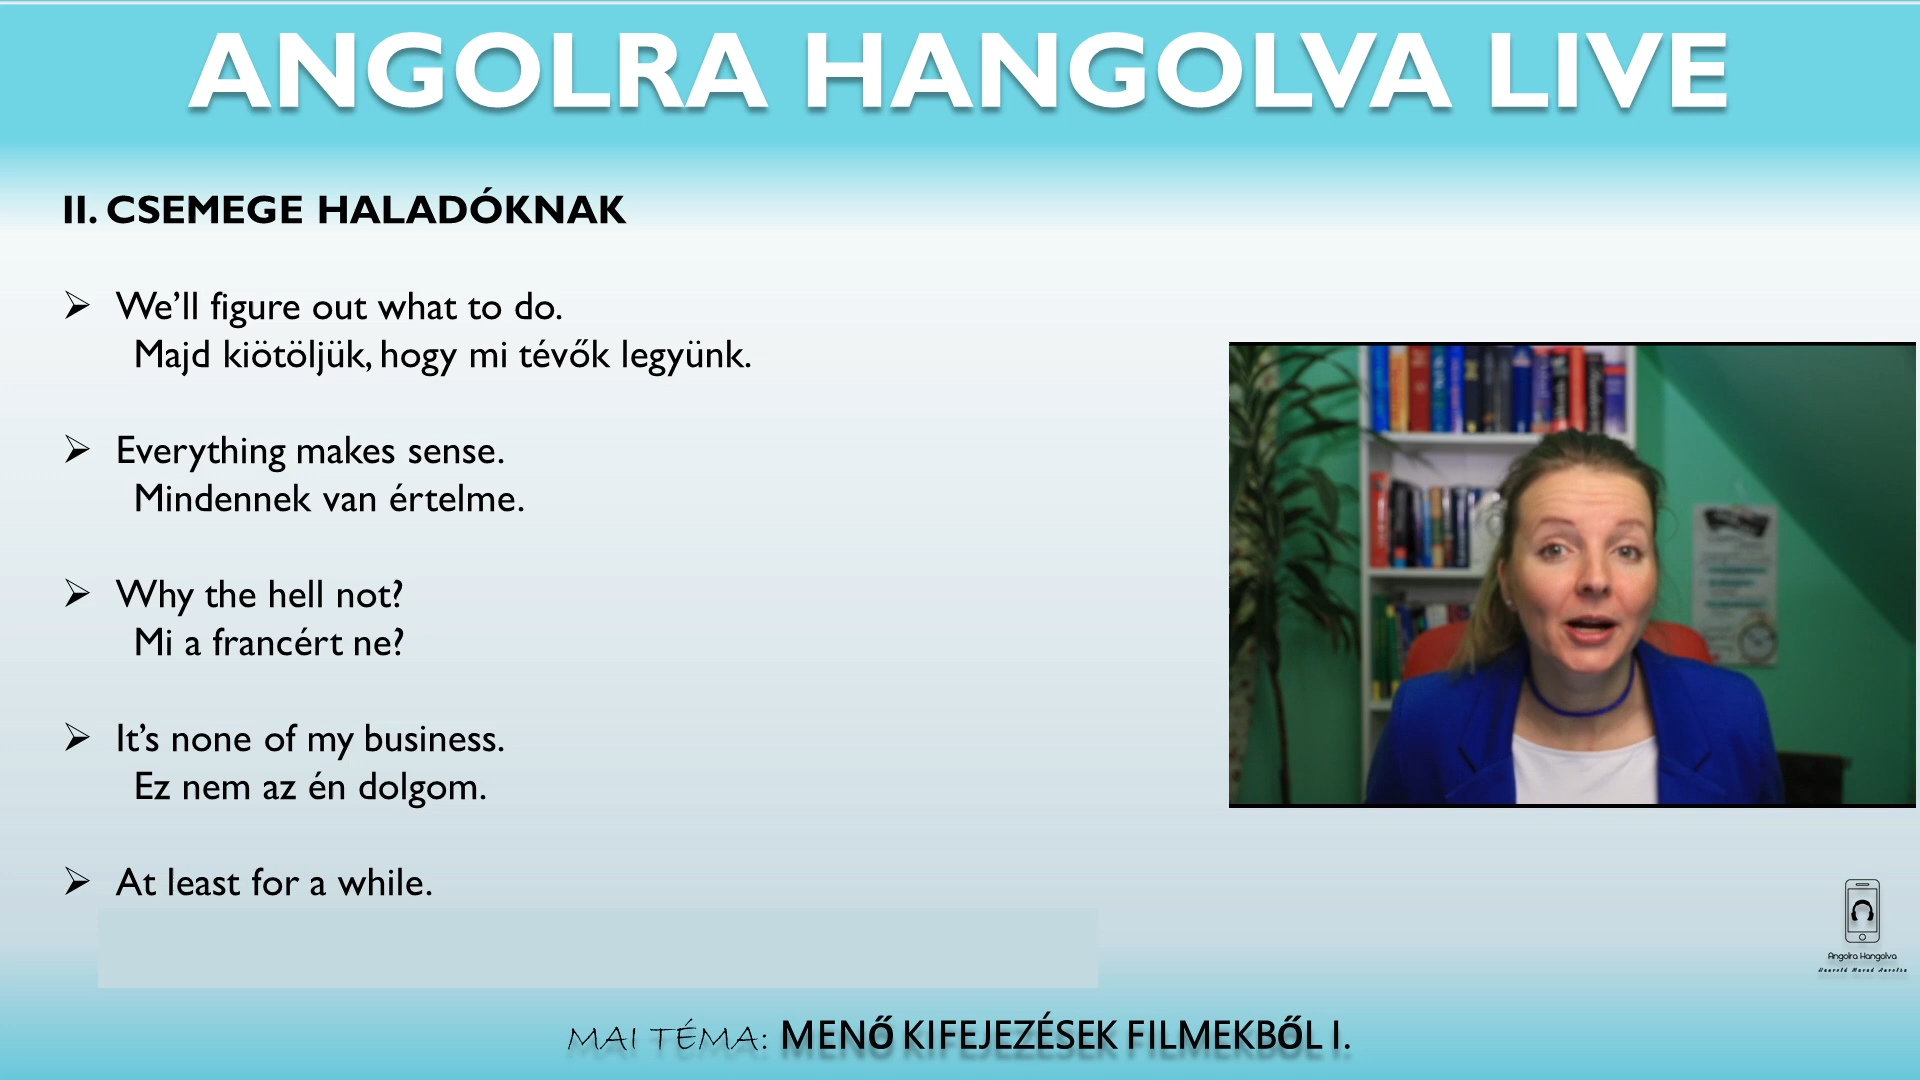 ANGOLRA HANGOLVA LIVE
II. CSEMEGE HALADÓKNAK
➢ We’ll figure out what to do.
Majd kiötöljük, hogy mi tévők legyünk.
➢ Everything makes sense.
Mindennek van értelme.
➢ Why the hell not?
Mi a francért ne?
➢ It’s none of my business.
Ez nem az én dolgom.
➢ At least for a while.
Angolra Hangolva
MAI TÉMA: MENŐ KIFEJEZÉSEK FILMEKBŐL I.